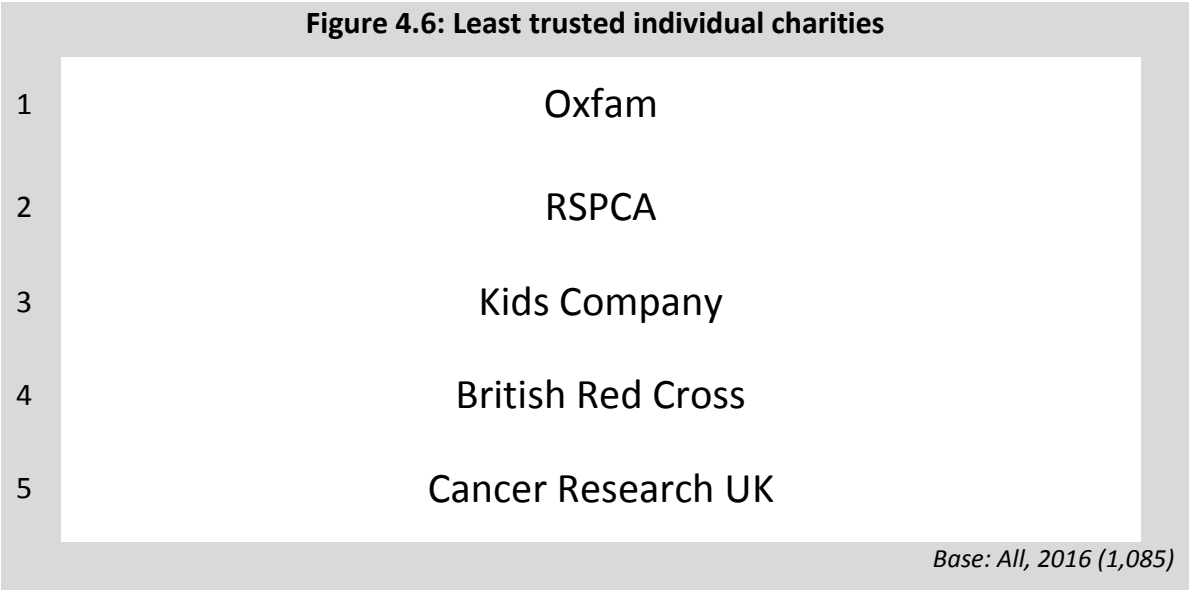 Figure 4.6: Least trusted individual charities
1 Oxfam
2 RSPCA
3 Kids Company
4 British Red Cross
5 Cancer Research UK
Base: All, 2016 (1,085)